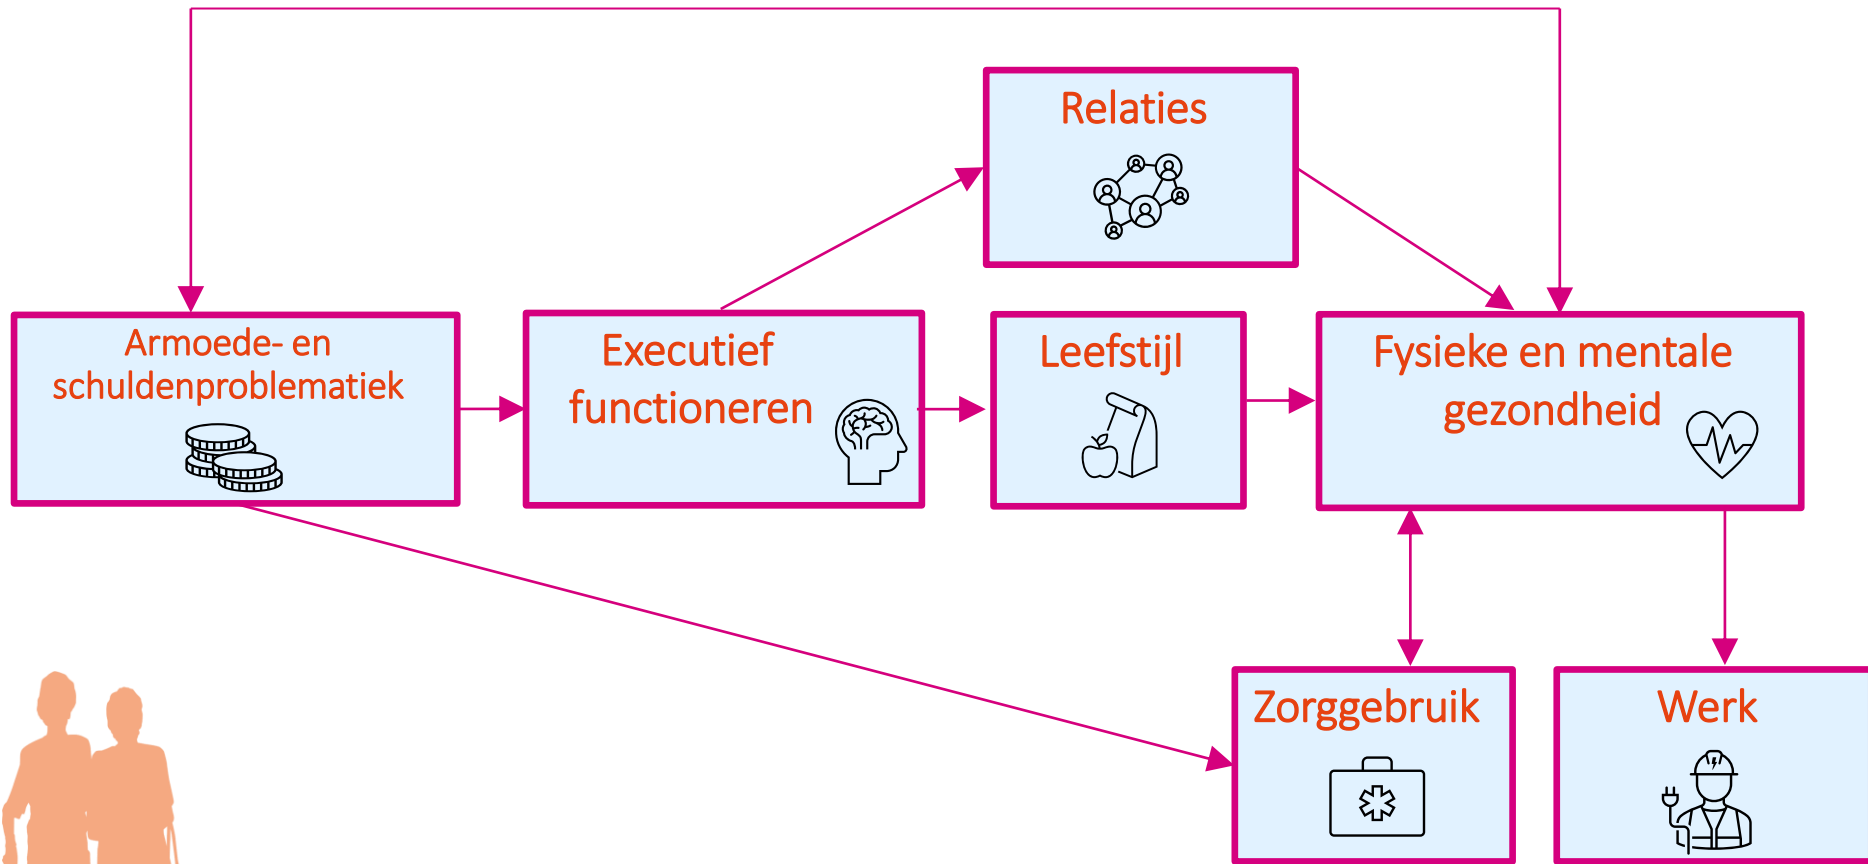 Relaties
Armoede- en
schuldenproblematiek
Executief
functioneren
Leefstijl
Fysieke en mentale
gezondheid
Zorggebruik
Werk